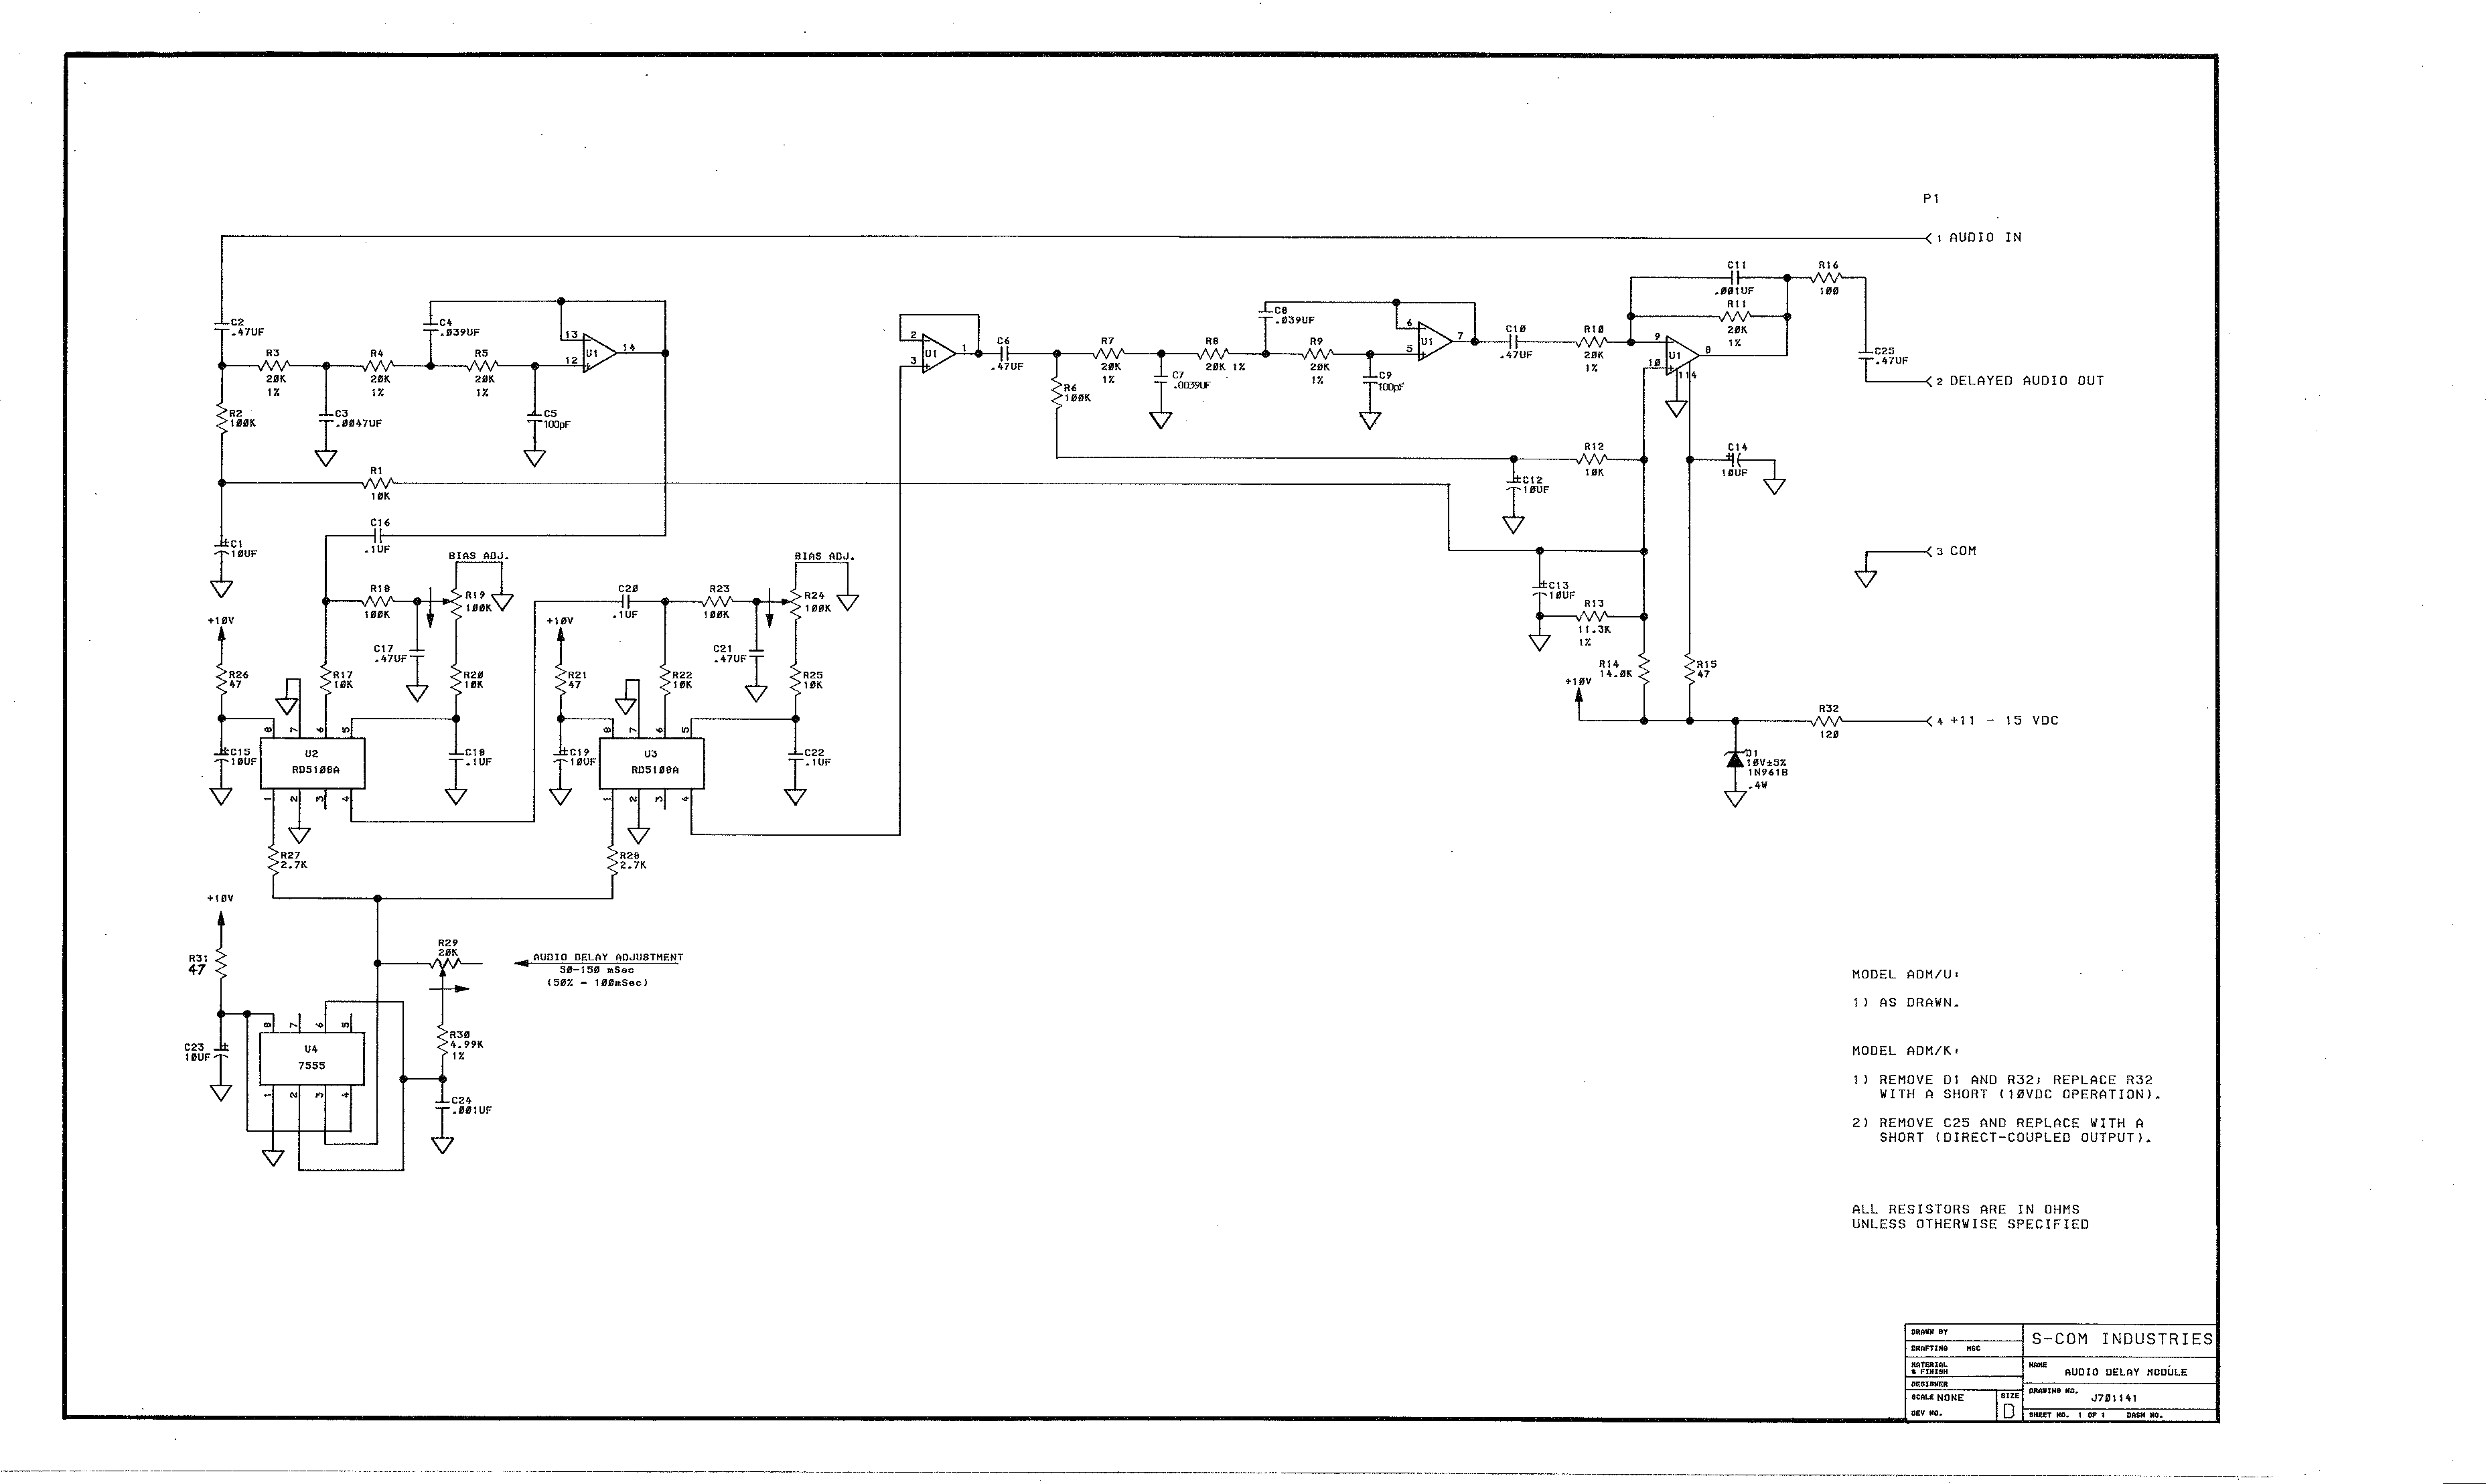 P1
1 AUDIO IN
C11
.001UF
R11
20K
1%
R16
100
C2
.47UF
R3
20K
1%
R4
20K
1%
C4
.039UF
R5
20K
1%
13
12
U1
14
2
3
U1
1
C6
.47UF
R7
20K
1%
R8
20K 1%
C8
.039UF
R9
20K
1%
6
5
U1
7
C10
.47UF
R10
20K
1%
9
10
U1
8
11
4
C25
.47UF
2 DELAYED AUDIO OUT
R2
100K
C3
.0047UF
C5
100pF
R6
100K
C7
.0039UF
C9
100pF
R1
10K
R12
10K
C14
10UF
C12
10UF
C16
.1UF
C1
10UF
BIAS ADJ.
BIAS ADJ.
3 COM
R18
100K
R19
100K
C20
.1UF
R23
100K
R24
100K
C13
10UF
R13
11.3K
1%
+10V
+10V
C17
.47UF
C21
.47UF
R26
47
R17
10K
R20
10K
R21
47
R22
10K
R25
10K
R14
14.0K
R15
47
+10V
R32
120
4 +11 - 15 VDC
8
7
6
5
8
7
6
5
C15
10UF
U2
RD5108A
C18
.1UF
C19
10UF
U3
RD5108A
C22
.1UF
D1
10V±5%
1N961B
.4W
1
2
3
4
1
2
3
4
R27
2.7K
R28
2.7K
+10V
R31
47
R29
20K
AUDIO DELAY ADJUSTMENT
50-150 mSec
(50% = 100mSec)
8
7
6
5
C23
10UF
U4
7555
R30
4.99K
1%
1
2
3
4
C24
.001UF
MODEL ADM/U:
1) AS DRAWN.
MODEL ADM/K:
1) REMOVE D1 AND R32; REPLACE R32
WITH A SHORT (10VDC OPERATION).
2) REMOVE C25 AND REPLACE WITH A
SHORT (DIRECT-COUPLED OUTPUT).
ALL RESISTORS ARE IN OHMS
UNLESS OTHERWISE SPECIFIED
DRAWN BY
DRAFTING MGC
MATERIAL
& FINISH
DESIGNER
SCALE NONE
DEV NO.
SIZE
D
S-COM INDUSTRIES
NAME AUDIO DELAY MODULE
DRAWING NO. J701141
SHEET NO. 1 OF 1 DASH NO.